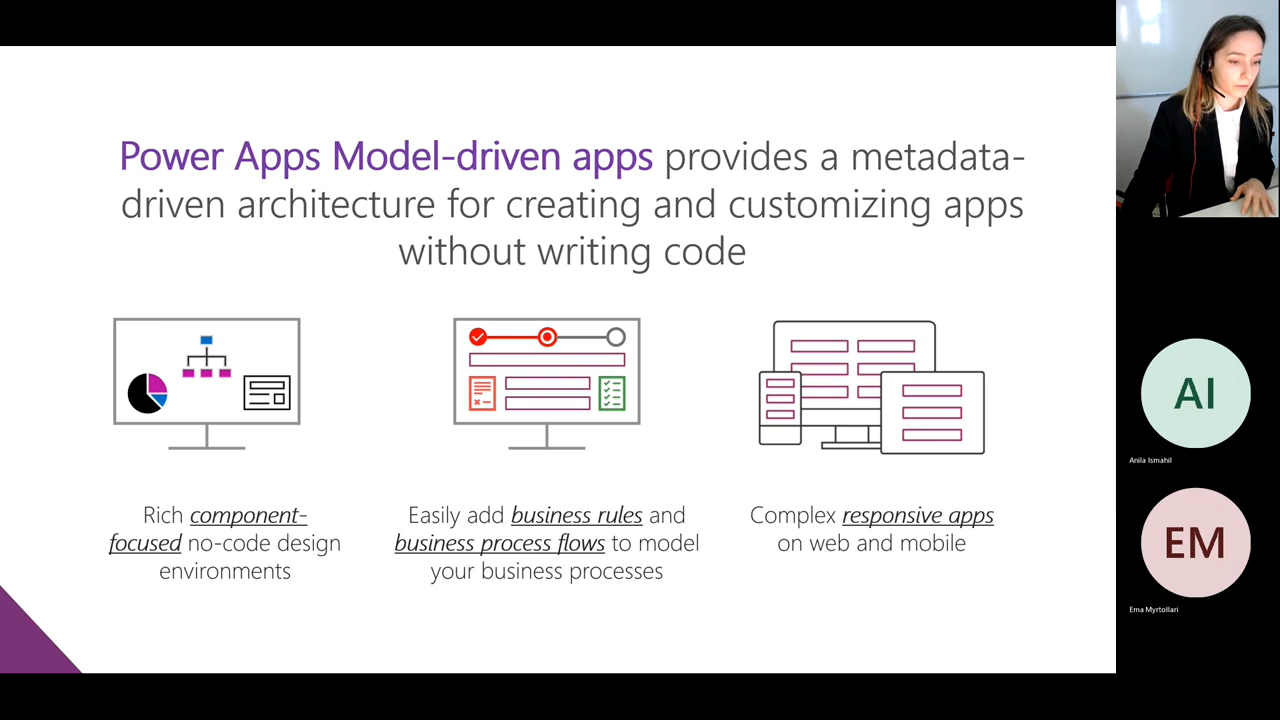 Power Apps Model-driven apps provides a metadata-
driven architecture for creating and customizing apps
without writing code
Rich component-
focused no-code design
environments
Easily add business rules and
business process flows to model
your business processes
Complex responsive apps
on web and mobile
AI
Anila Ismahil
EM
Ema Myrtollari